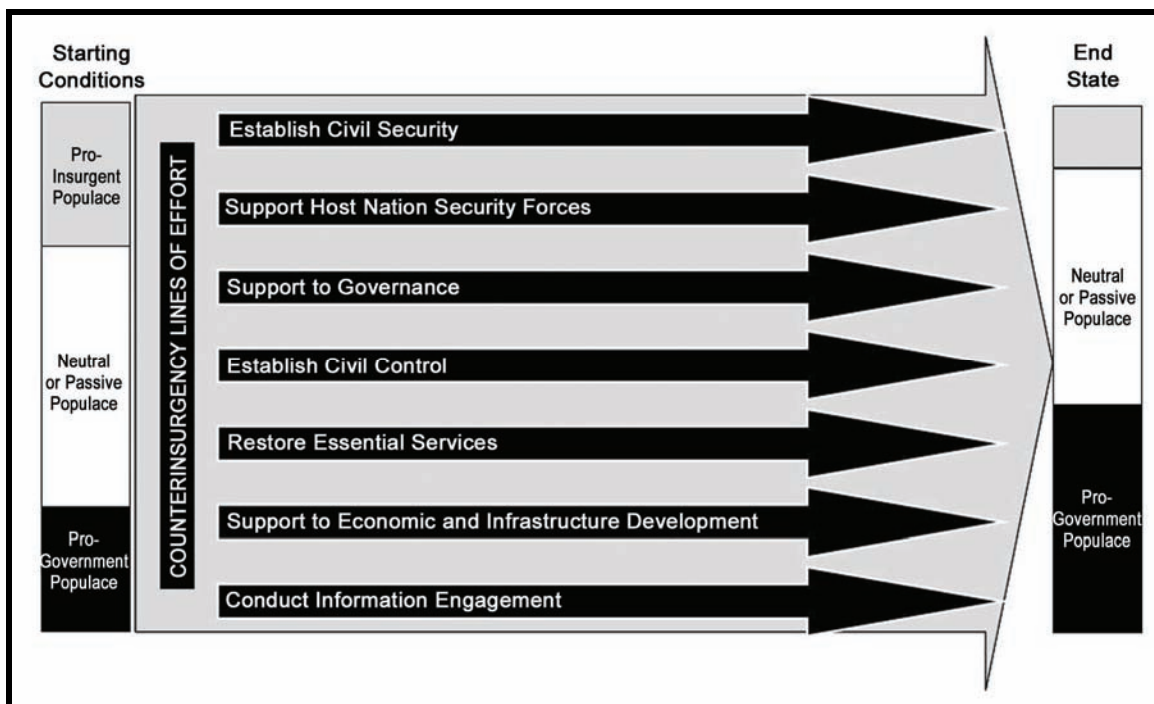 Starting
Conditions
Pro-
Insurgent
Populace
Neutral
or Passive
Populace
Pro-
Government
Populace
COUNTERINSURGENCY LINES OF EFFORT
Establish Civil Security
Support Host Nation Security Forces
Support to Governance
Establish Civil Control
Restore Essential Services
Support to Economic and Infrastructure Development
Conduct Information Engagement
End
State
Neutral
or Passive
Populace
Pro-
Government
Populace